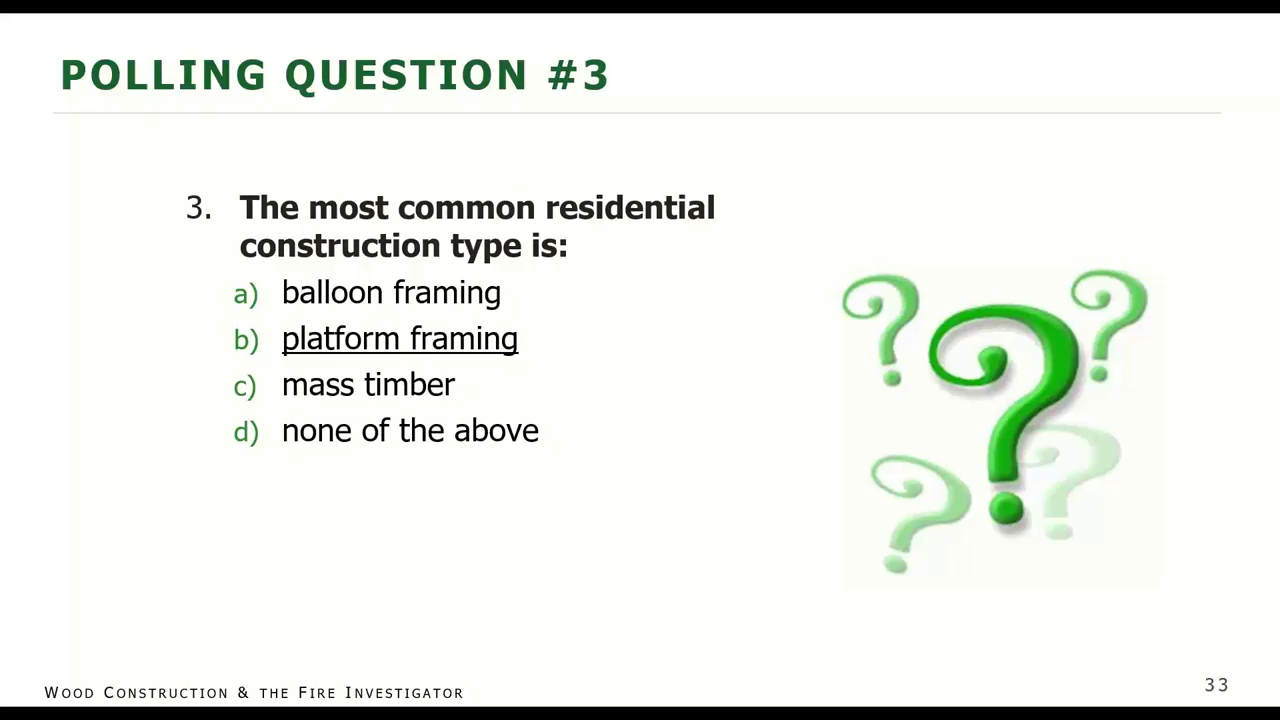 POLLING QUESTION #3
3. The most common residential
construction type is:
a) balloon framing
b) platform framing
c) mass timber
d) none of the above
WOOD CONSTRUCTION & THE FIRE INVESTIGATOR
33